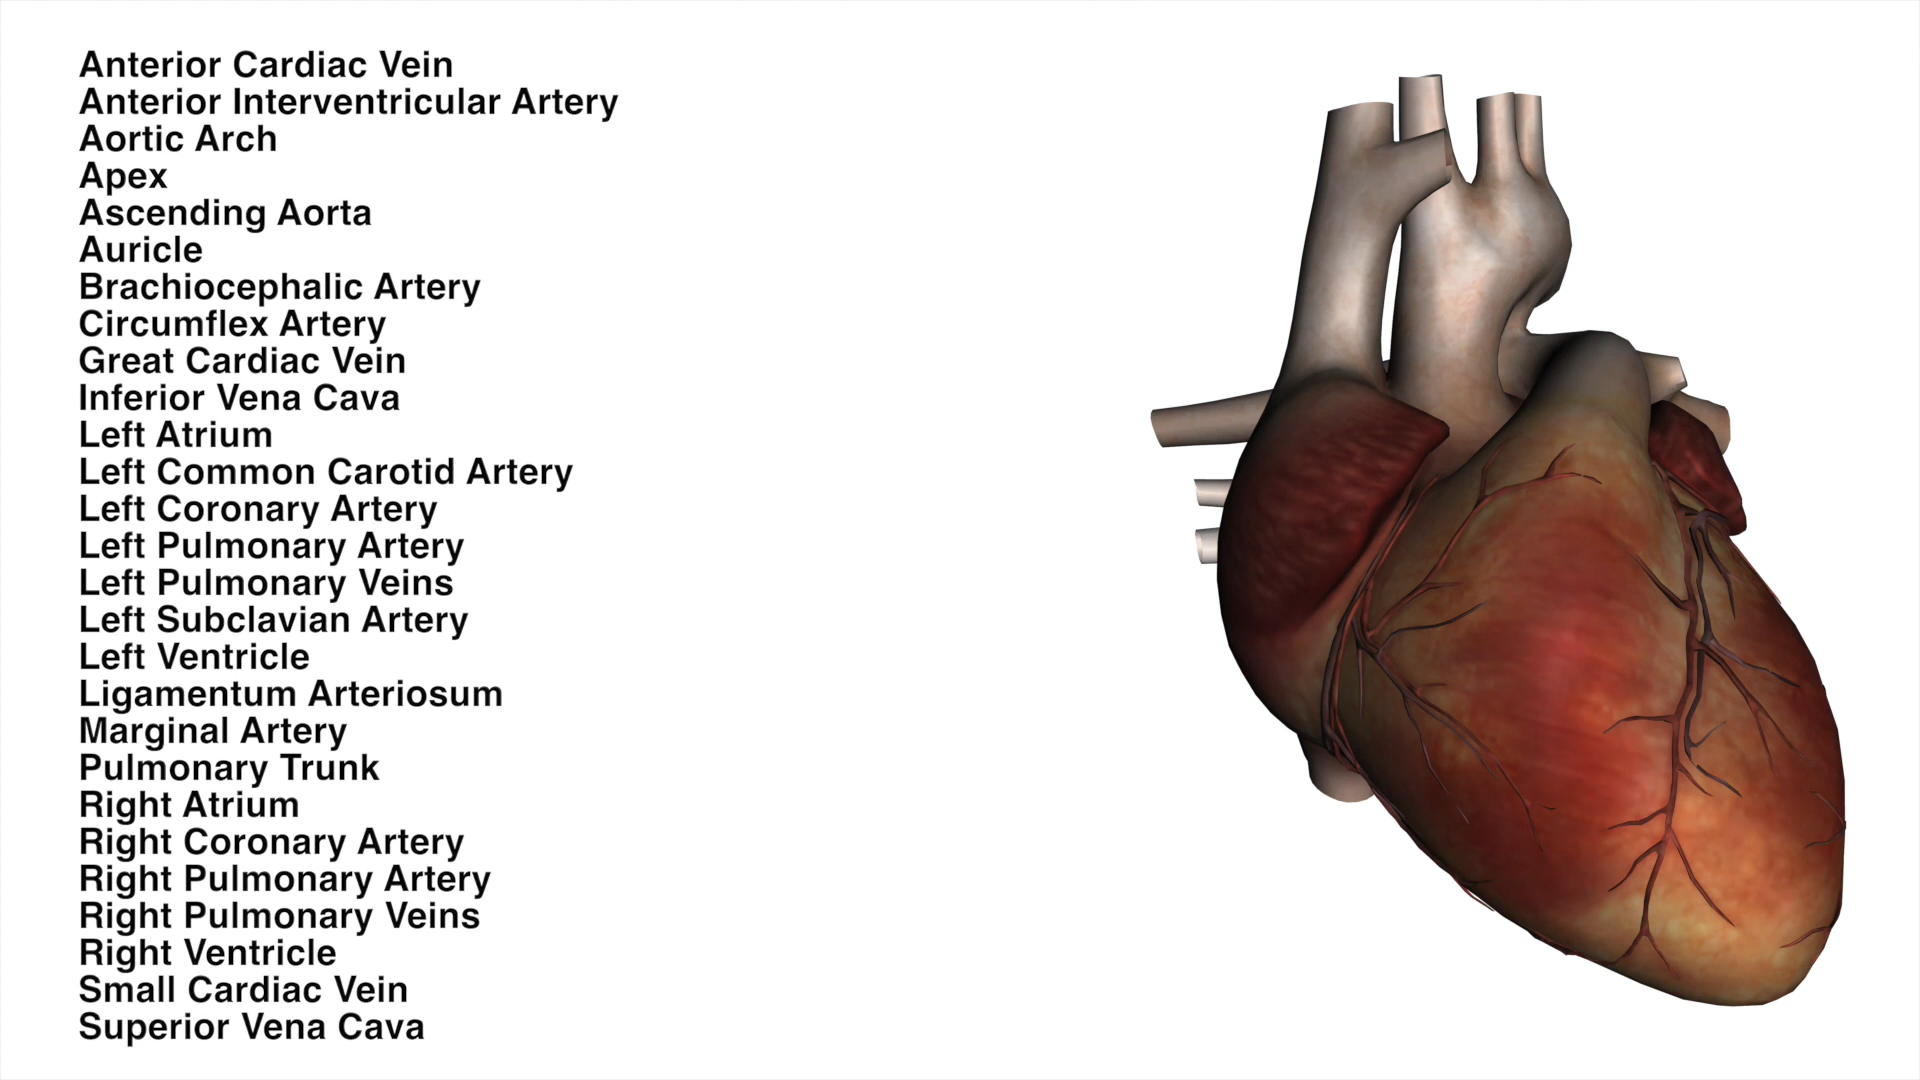 Anterior Cardiac Vein
Anterior Interventricular Artery
Aortic Arch
Apex
Ascending Aorta
Auricle
Brachiocephalic Artery
Circumflex Artery
Great Cardiac Vein
Inferior Vena Cava
Left Atrium
Left Common Carotid Artery
Left Coronary Artery
Left Pulmonary Artery
Left Pulmonary Veins
Left Subclavian Artery
Left Ventricle
Ligamentum Arteriosum
Marginal Artery
Pulmonary Trunk
Right Atrium
Right Coronary Artery
Right Pulmonary Artery
Right Pulmonary Veins
Right Ventricle
Small Cardiac Vein
Superior Vena Cava